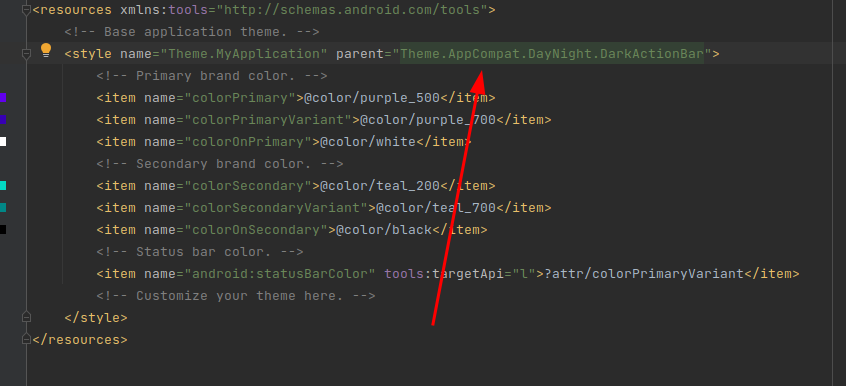 <resources xmlns:tools="http://schemas.android.com/tools">
<!-- Base application theme. -->
<style name="Theme.MyApplication" parent="Theme.AppCompat.DayNight.DarkActionBar">
<!-- Primary brand color. -->
<item name="colorPrimary">@color/purple_500</item>
<item name="colorPrimaryVariant">@color/purple_700</item>
<item name="colorOnPrimary">@color/white</item>
<!-- Secondary brand color. -->
<item name="colorSecondary">@color/teal_200</item>
<item name="colorSecondaryVariant">@color/teal_700</item>
<item name="colorOnSecondary">@color/black</item>
<!-- Status bar color. -->
<item name="android:statusBarColor" tools:targetApi="l">?attr/colorPrimaryVariant</item>
<!-- Customize your theme here. -->
</style>
</resources>